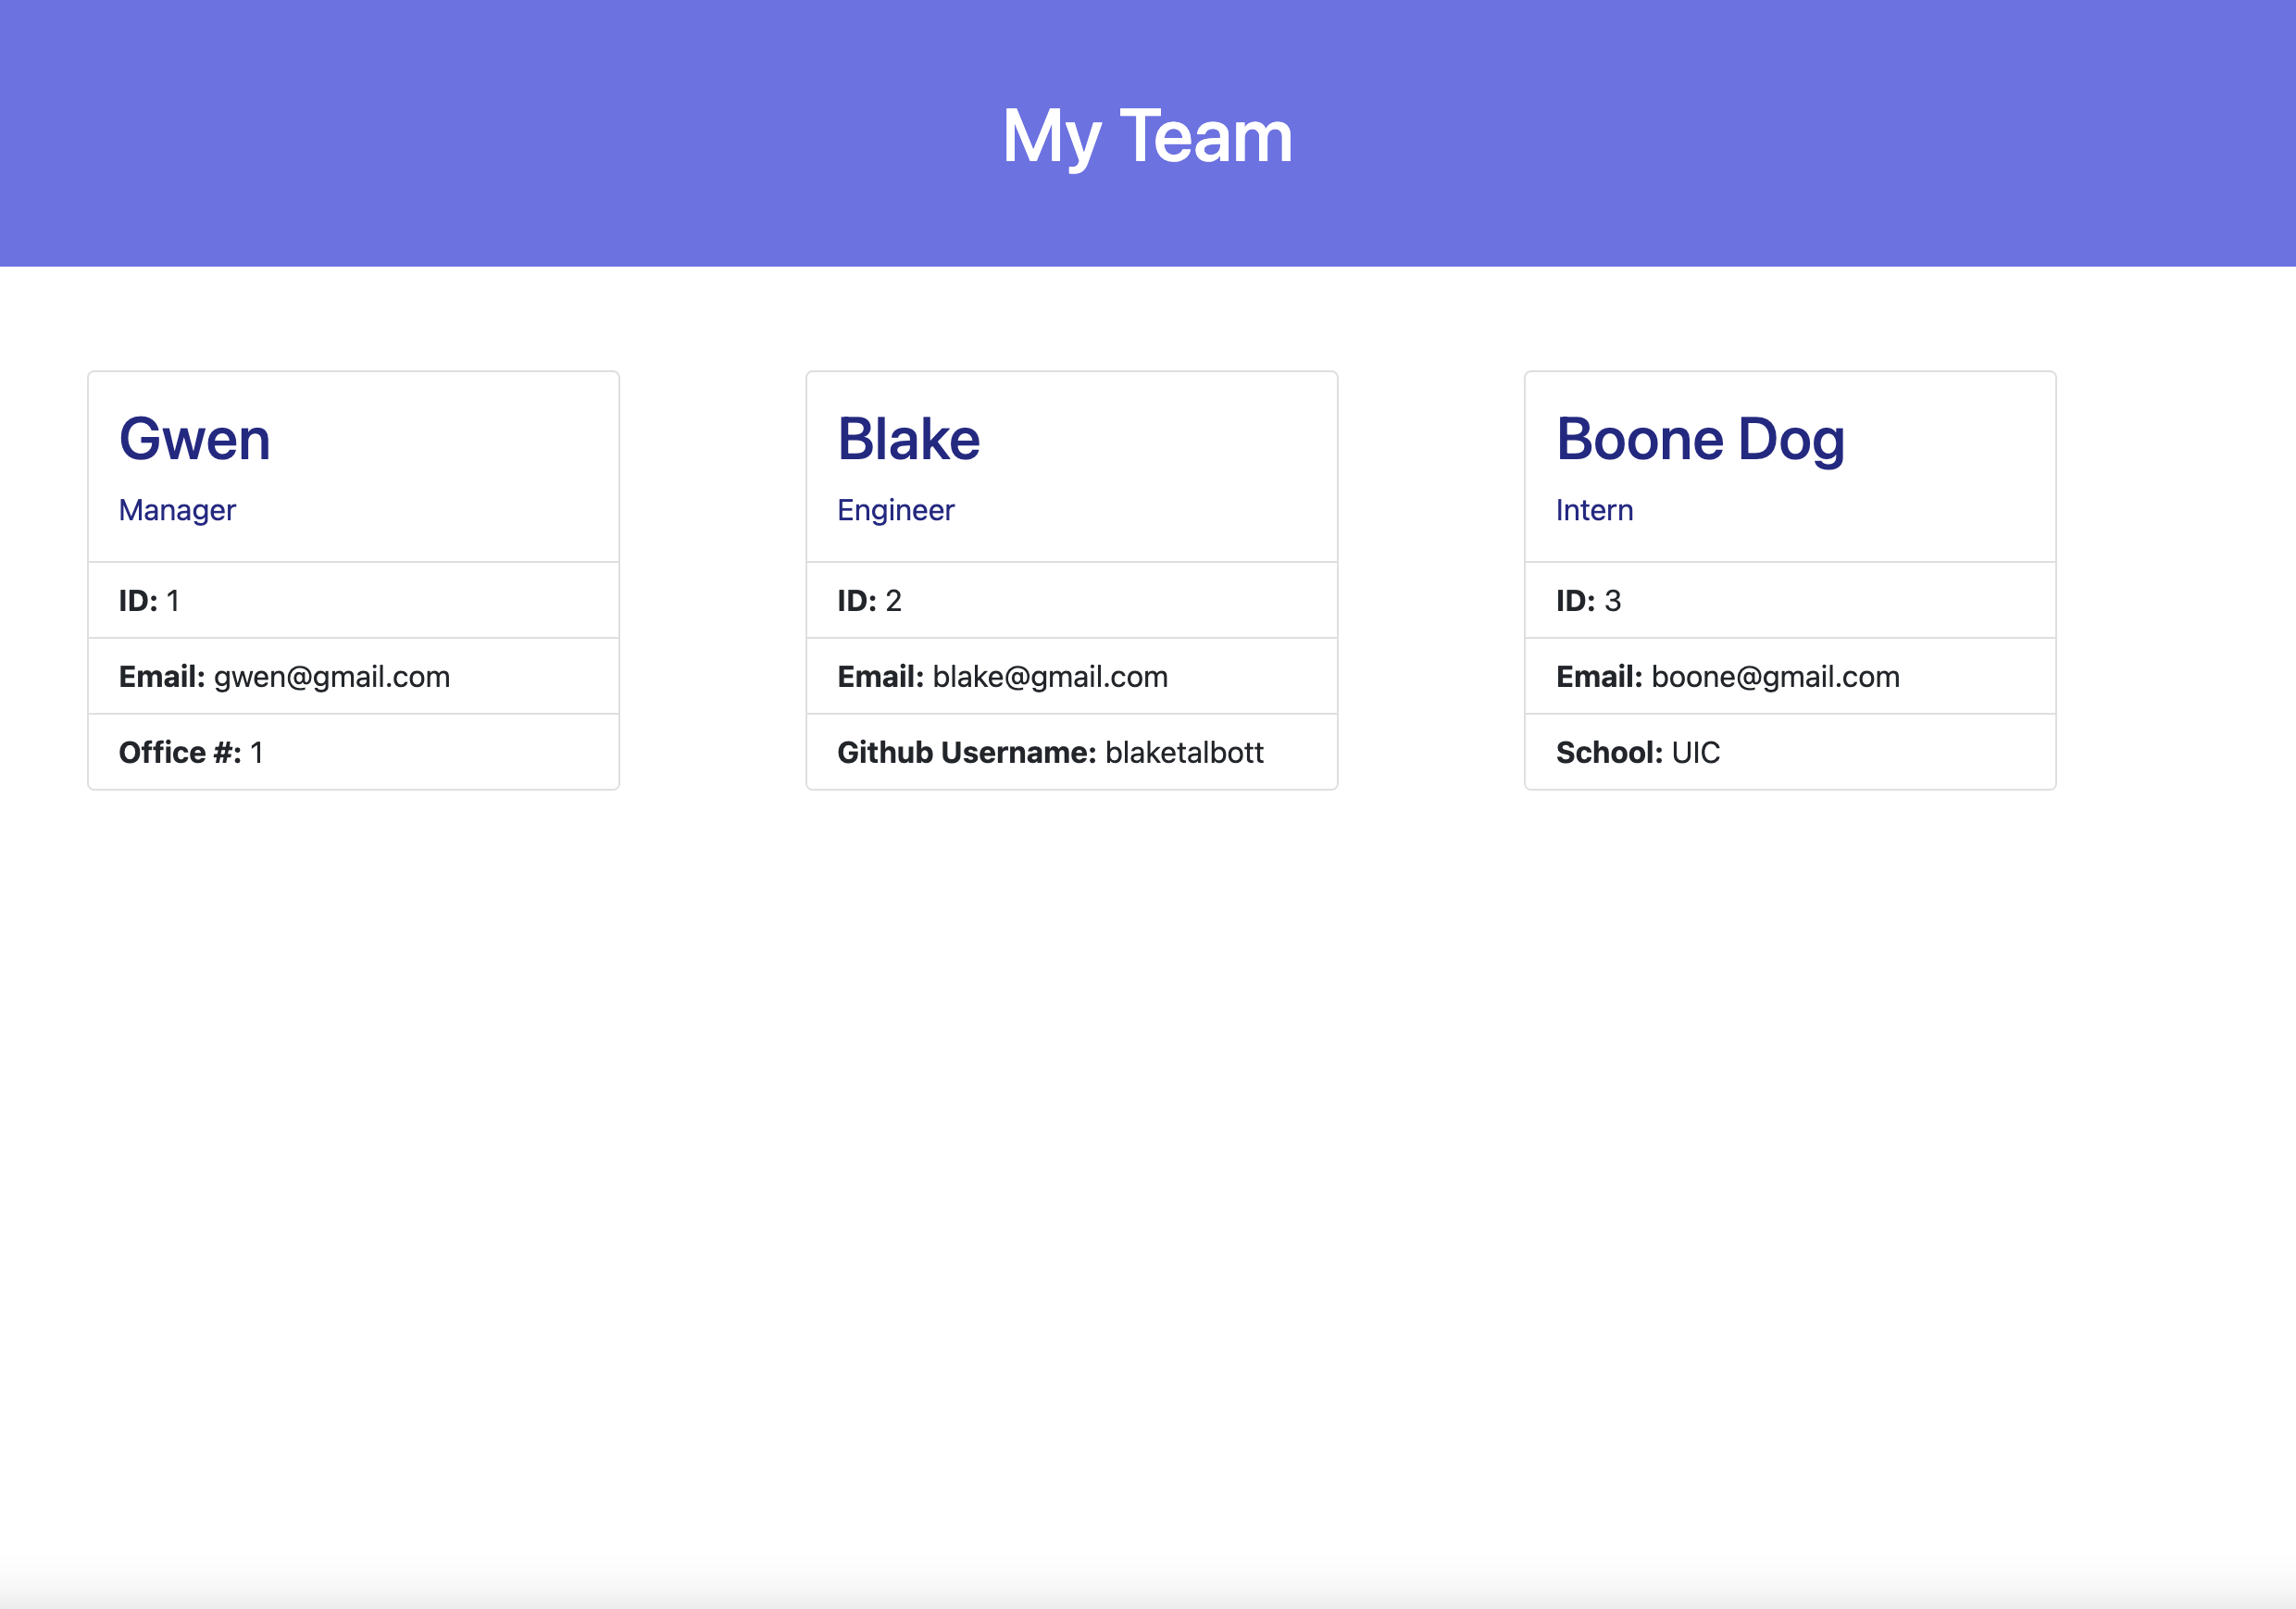 My Team
Gwen
Manager
ID: 1
Email: gwen@gmail.com
Office #: 1
Blake
Engineer
ID: 2
Email: blake@gmail.com
Github Username: blaketalbott
Boone Dog
Intern
ID: 3
Email: boone@gmail.com
School: UIC